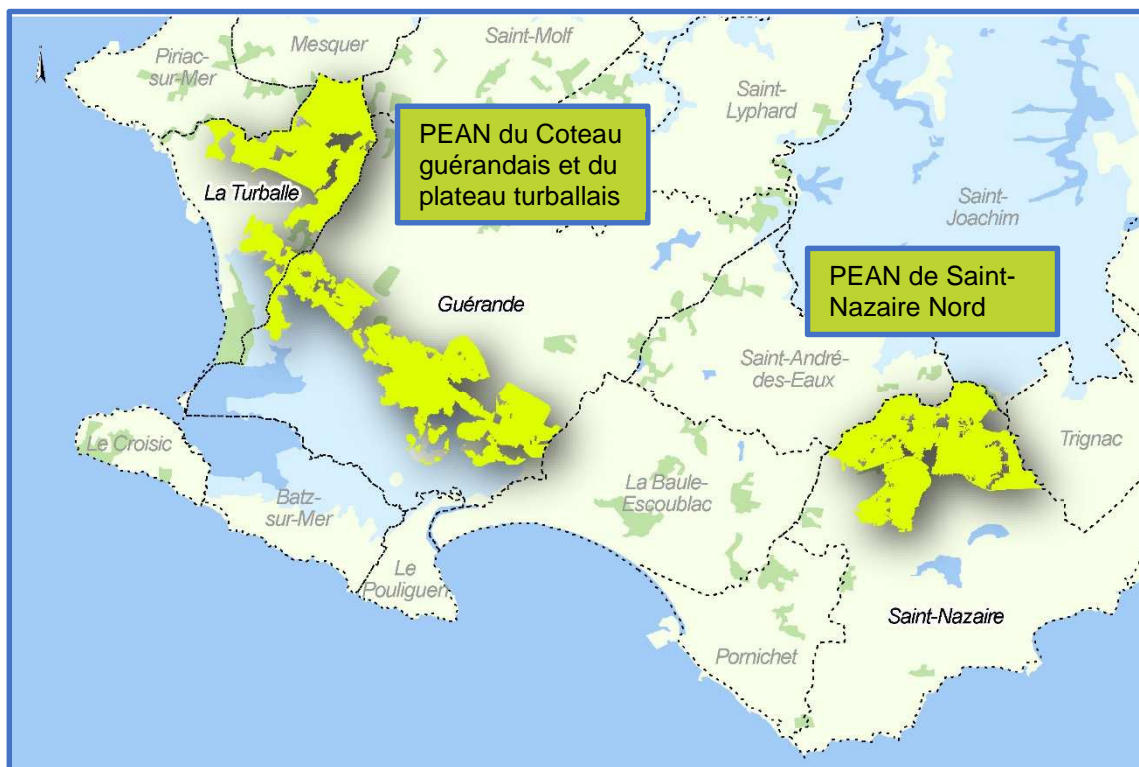 Mesquer
Saint-Molf
Piriac-
sur-Mer
Saint-
Lyphard
PEAN du Coteau
guérandais et du
plateau turballais
La Turballe
Saint-
Joachim
PEAN de Saint-
Nazaire Nord
Guérande
Saint-André-
des-Eaux
Le Croisic
Trignac
La Baule-
Escoublac
Batz-
sur-Mer
Le
Pouliguen
Saint-Nazaire
Pornichet